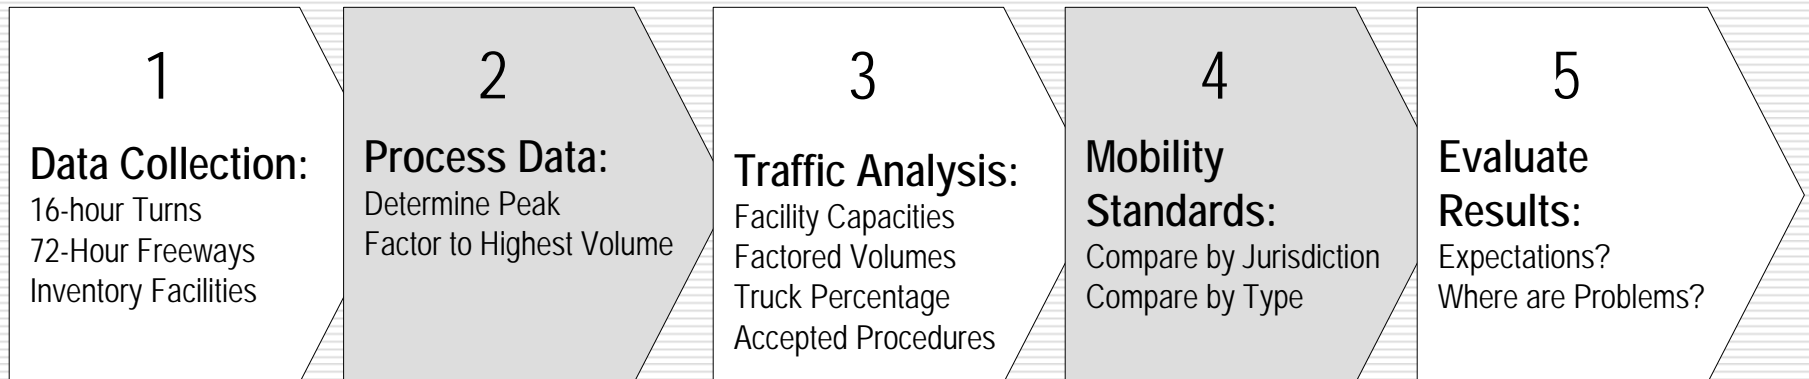 1
Data Collection:
16-hour Turns
72-Hour Freeways
Inventory Facilities
2
Process Data:
Determine Peak
Factor to Highest Volume
3
Traffic Analysis:
Facility Capacities
Factored Volumes
Truck Percentage
Accepted Procedures
4
Mobility
Standards:
Compare by Jurisdiction
Compare by Type
5
Evaluate
Results:
Expectations?
Where are Problems?